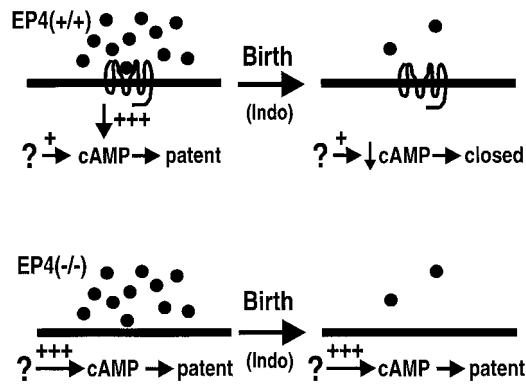 EP4(+/+)
Birth
(Indo)
+++
? + cAMP patent
? + cAMP closed
EP4(-/-)
Birth
(Indo)
? +++ cAMP patent
? +++ cAMP patent